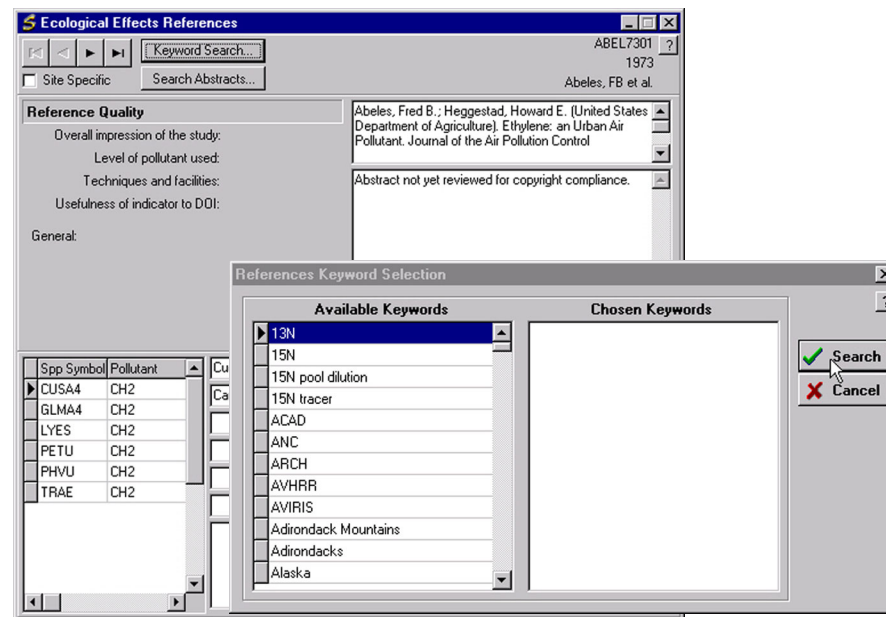 Ecological Effects References
Keyword Search...
ABEL7301 ?
1973
Site Specific
Search Abstracts...
Abeles, FB et al.
Reference Quality
Overall impression of the study:
Level of pollutant used:
Techniques and facilities:
Usefulness of indicator to DOI:
General:
Abeles, Fred B.; Heggestad, Howard E. (United States
Department of Agriculture). Ethylene: an Urban Air
Pollutant. Journal of the Air Pollution Control
Abstract not yet reviewed for copyright compliance.
Spp Symbol Pollutant
CUSA4 CH2
GLMA4 CH2
LYES CH2
PETU CH2
PHVU CH2
TRAE CH2
Cu
Ca
References Keyword Selection
?
Available Keywords
13N
15N
15N pool dilution
15N tracer
ACAD
ANC
ARCH
AVHRR
AVIRIS
Adirondack Mountains
Adirondacks
Alaska
Chosen Keywords
Search
Cancel